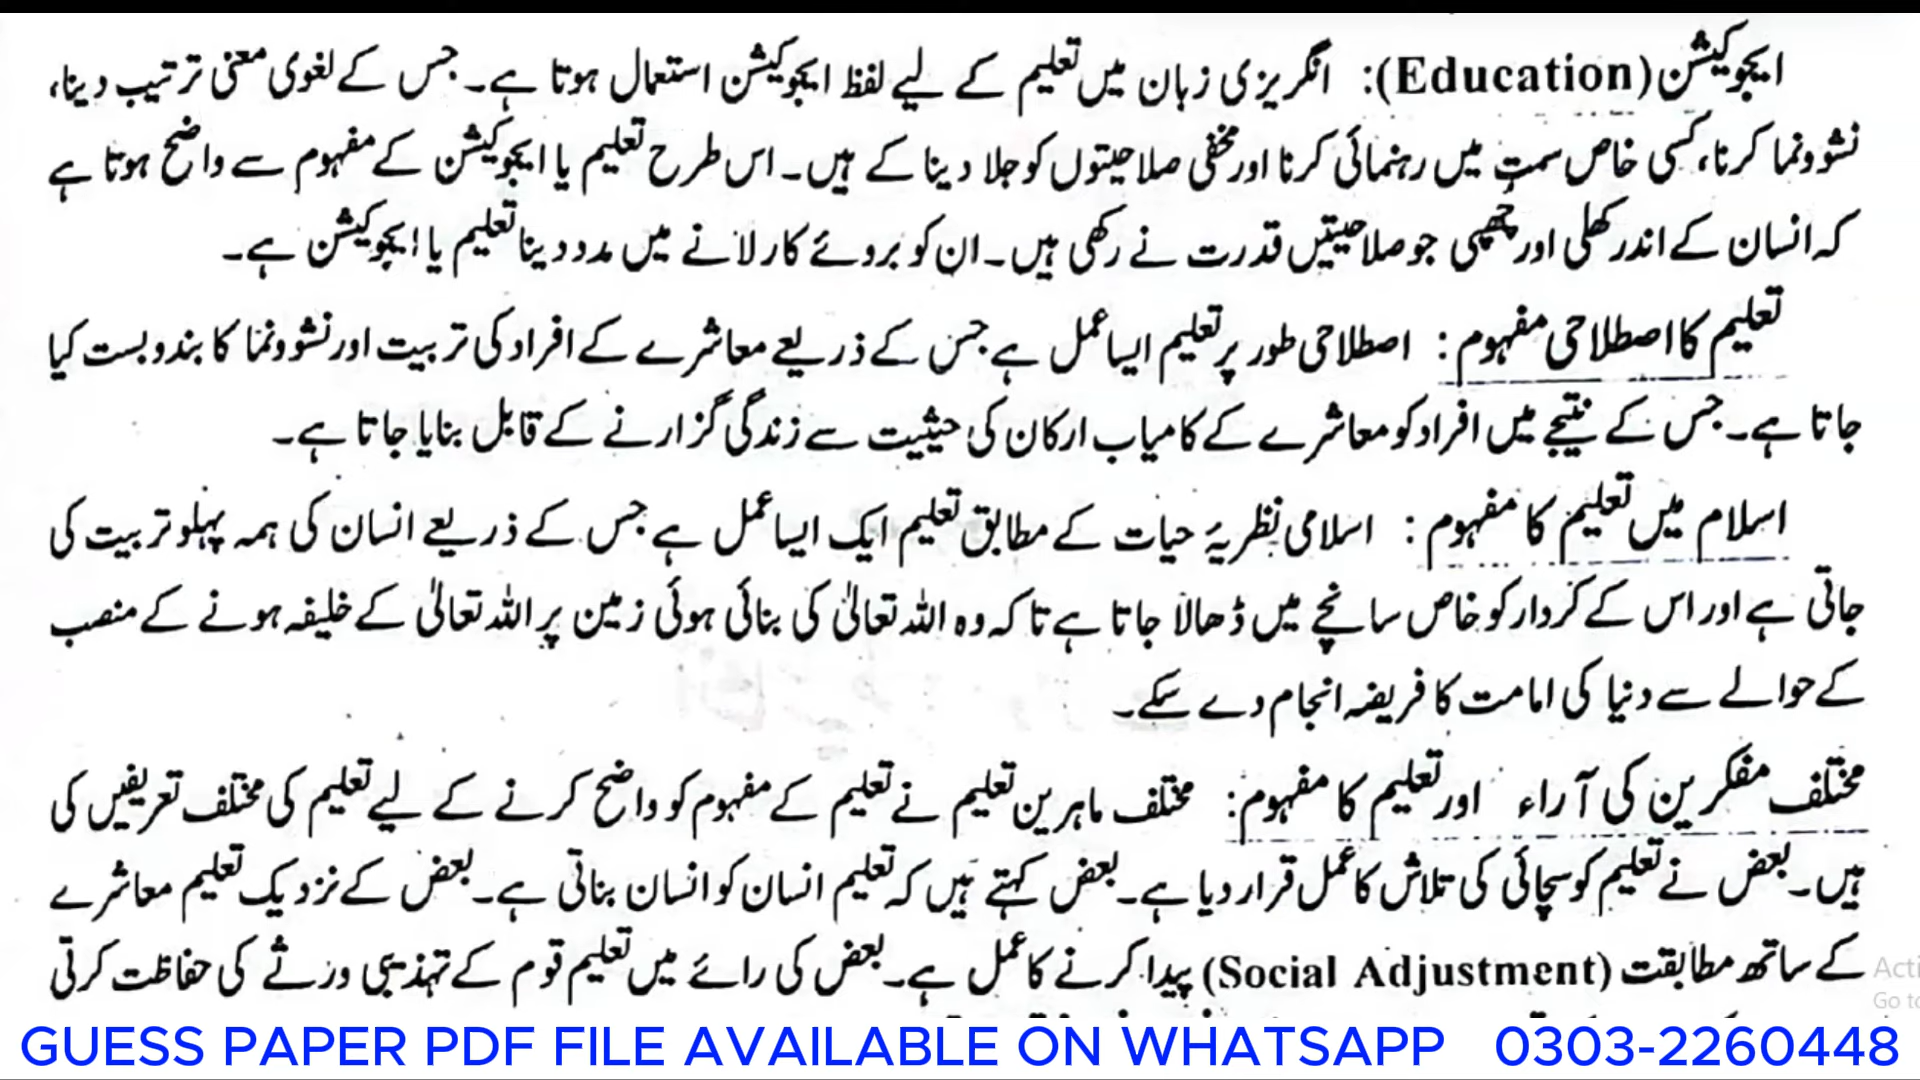 ایجوکیشن (Education): انگریزی زبان میں تعلیم کے لیے لفظ ایجوکیشن استعمال ہوتا ہے۔ جس کے لغوی معنی ترتیب دینا،
نشوونما کرنا، کسی خاص سمت میں رہنمائی کرنا اور مخفی صلاحیتوں کو جلا دینا کے ہیں۔ اس طرح تعلیم یا ایجوکیشن کے مفہوم سے واضح ہوتا ہے
کہ انسان کے اندر کھلی اور چھپی جو صلاحیتیں قدرت نے رکھی ہیں۔ ان کو بروئے کار لانے میں مدد دینا تعلیم یا ایجوکیشن ہے۔
تعلیم کا اصطلاحی مفہوم: اصطلاحی طور پر تعلیم ایسا عمل ہے جس کے ذریعے معاشرے کے افراد کی تربیت اور نشوونما کا بندوبست کیا
جاتا ہے۔ جس کے نتیجے میں افراد کو معاشرے کے کامیاب ارکان کی حیثیت سے زندگی گزارنے کے قابل بنایا جاتا ہے۔
اسلام میں تعلیم کا مفہوم: اسلامی نظریۂ حیات کے مطابق تعلیم ایک ایسا عمل ہے جس کے ذریعے انسان کی ہمہ پہلو تربیت کی
جاتی ہے اور اس کے کردار کو خاص سانچے میں ڈھالا جاتا ہے تاکہ وہ اللہ تعالیٰ کی بنائی ہوئی زمین پر اللہ تعالیٰ کے خلیفہ ہونے کے منصب
کے حوالے سے دنیا کی امامت کا فریضہ انجام دے سکے۔
مختلف مفکرین کی آراء اور تعلیم کا مفہوم: مختلف ماہرین تعلیم نے تعلیم کے مفہوم کو واضح کرنے کے لیے تعلیم کی مختلف تعریفیں کی
ہیں۔ بعض نے تعلیم کو سچائی کی تلاش کا عمل قرار دیا ہے۔ بعض کہتے ہیں کہ تعلیم انسان کو انسان بناتی ہے۔ بعض کے نزدیک تعلیم معاشرے
کے ساتھ مطابقت (Social Adjustment) پیدا کرنے کا عمل ہے۔ بعض کی رائے میں تعلیم قوم کے تہذیبی ورثے کی حفاظت کرتی
Acti
Go to
GUESS PAPER PDF FILE AVAILABLE ON WHATSAPP 0303-2260448